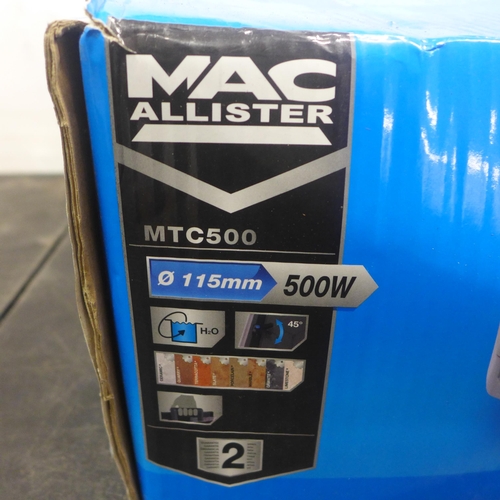 MAC
ALLISTER
MTC500
Ø 115mm 500W
H₂O
45°
2